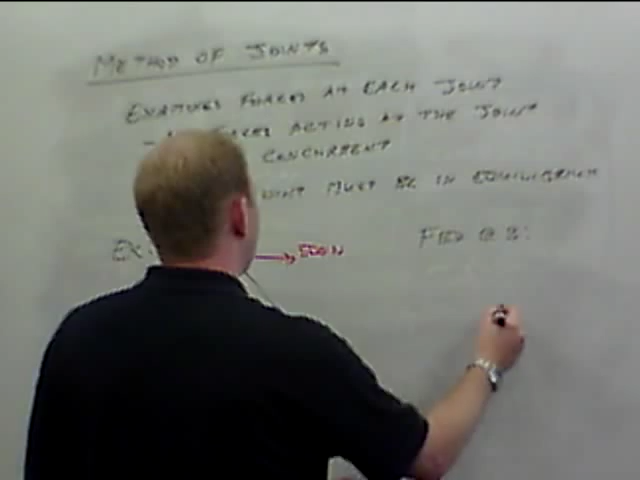 METHOD OF JOINTS
EXAMINES FORCES AT EACH JOINT
- FORCES ACTING AT THE JOINT
CONCURRENT
JOINT MUST BE IN EQUILIBRIUM
EX:
500N
FBD @ B: